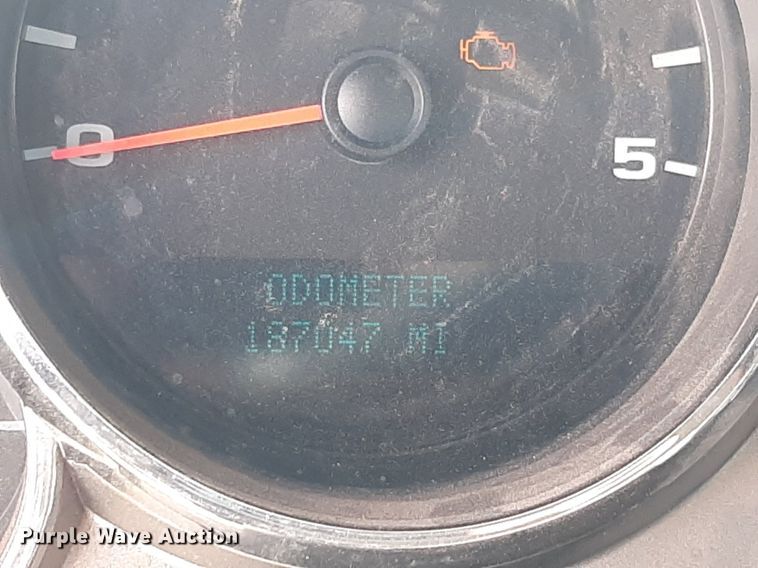 0
5
ODOMETER
187047 MI
Purple Wave Auction